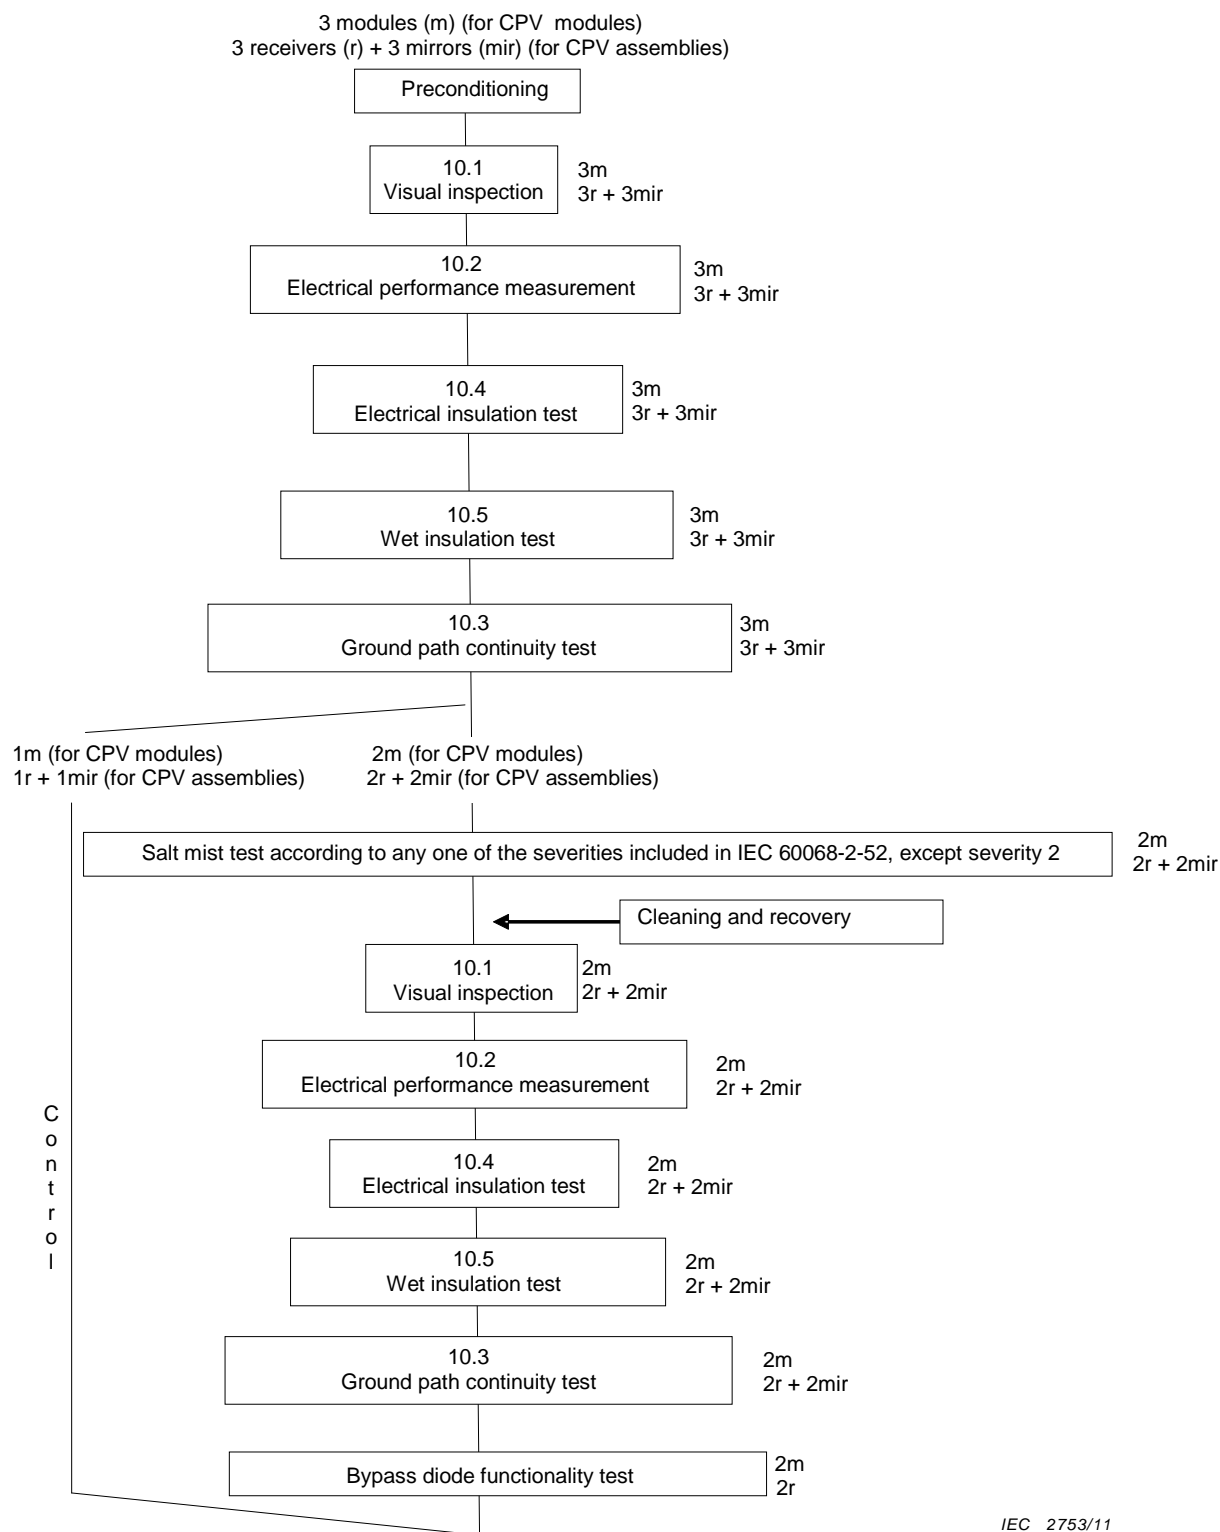 3 modules (m) (for CPV modules)
3 receivers (r) + 3 mirrors (mir) (for CPV assemblies)
Preconditioning
10.1
Visual inspection
3m
3r + 3mir
10.2
Electrical performance measurement
3m
3r + 3mir
10.4
Electrical insulation test
3m
3r + 3mir
10.5
Wet insulation test
3m
3r + 3mir
10.3
Ground path continuity test
3m
3r + 3mir
1m (for CPV modules)
1r + 1mir (for CPV assemblies)
2m (for CPV modules)
2r + 2mir (for CPV assemblies)
Salt mist test according to any one of the severities included in IEC 60068-2-52, except severity 2
2m
2r + 2mir
Cleaning and recovery
10.1
Visual inspection
2m
2r + 2mir
10.2
Electrical performance measurement
2m
2r + 2mir
Control
10.4
Electrical insulation test
2m
2r + 2mir
10.5
Wet insulation test
2m
2r + 2mir
10.3
Ground path continuity test
2m
2r + 2mir
Bypass diode functionality test
2m
2r
IEC 2753/11